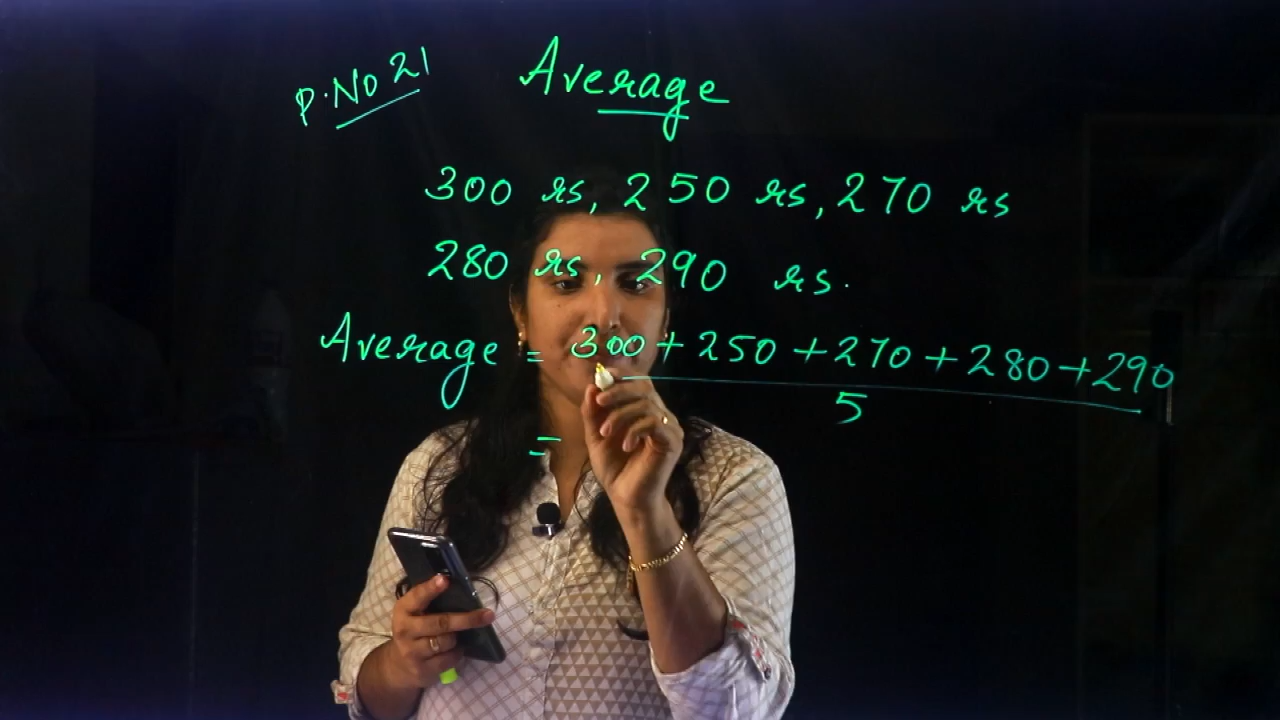 P.No 21
Average
300 rs, 250 rs, 270 rs
280 rs, 290 rs.
Average = 300 + 250 + 270 + 280 + 290
5
=